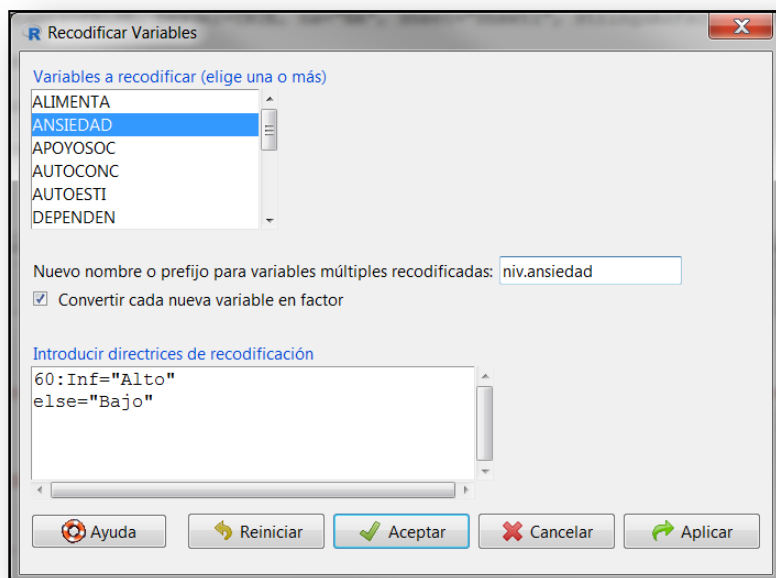 Recodificar Variables
Variables a recodificar (elige una o más)
ALIMENTA
ANSIEDAD
APOYOSOC
AUTOCONC
AUTOESTI
DEPENDEN
Nuevo nombre o prefijo para variables múltiples recodificadas: niv.ansiedad
Convertir cada nueva variable en factor
Introducir directrices de recodificación
60:Inf="Alto"
else="Bajo"
Ayuda Reiniciar Aceptar Cancelar Aplicar